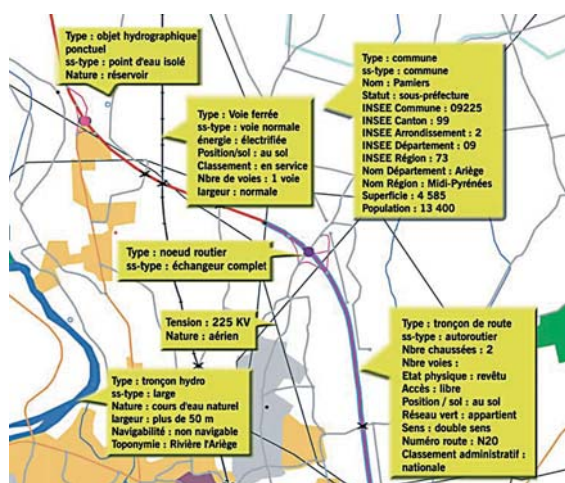 Type : objet hydrographique
ponctuel
ss-type : point d'eau isolé
Nature : réservoir
Type : Voie ferrée
ss-type : voie normale
énergie : électrifiée
Position/sol : au sol
Classement : en service
Nbre de voies : 1 voie
largeur : normale
Type : commune
ss-type : commune
Nom : Pamiers
Statut : sous-préfecture
INSEE Commune : 09225
INSEE Canton : 99
INSEE Arrondissement : 2
INSEE Département : 09
INSEE Région : 73
Nom Département : Ariège
Nom Région : Midi-Pyrénées
Superficie : 4 585
Population : 13 400
Type : noeud routier
ss-type : échangeur complet
Tension : 225 KV
Nature : aérien
Type : tronçon hydro
ss-type : large
Nature : cours d'eau naturel
largeur : plus de 50 m
Navigabilité : non navigable
Toponymie : Rivière l'Ariège
Type : tronçon de route
ss-type : autoroutier
Nbre chaussées : 2
Nbre voies :
Etat physique : revêtu
Accès : libre
Position / sol : au sol
Réseau vert : appartient
Sens : double sens
Numéro route : N20
Classement administratif :
nationale